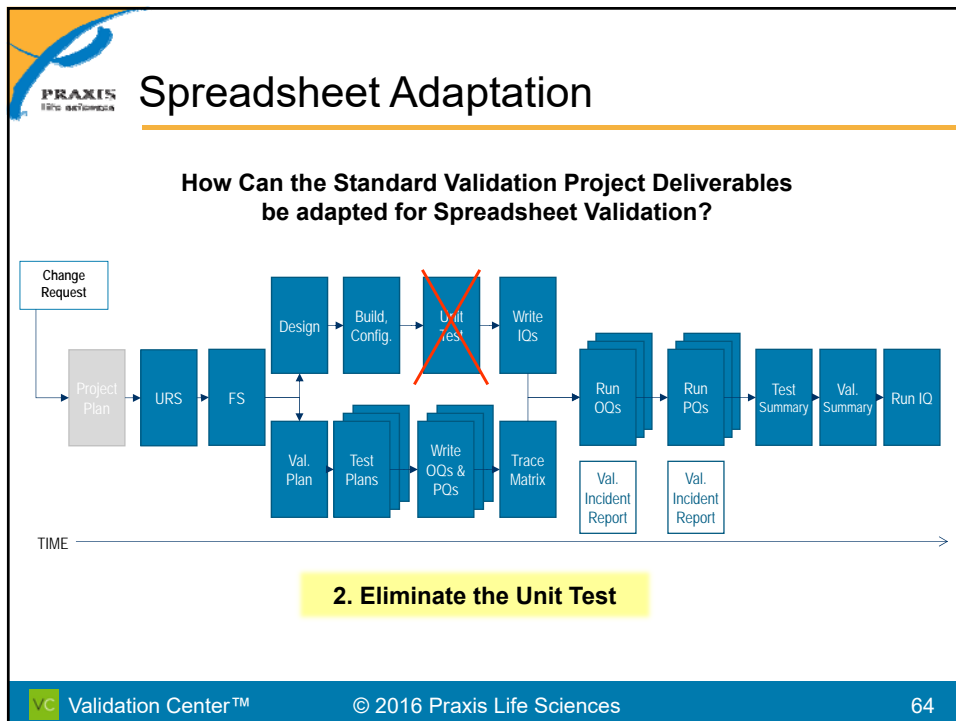 PRAXIS
life sciences
Spreadsheet Adaptation
How Can the Standard Validation Project Deliverables
be adapted for Spreadsheet Validation?
Change
Request
Project
Plan
URS
FS
Design
Build,
Config.
Unit
Test
Write
IQs
Val.
Plan
Test
Plans
Write
OQs &
PQs
Trace
Matrix
Run
OQs
Run
PQs
Test
Summary
Val.
Summary
Run IQ
Val.
Incident
Report
Val.
Incident
Report
TIME
2. Eliminate the Unit Test
VC Validation Center™ © 2016 Praxis Life Sciences 64